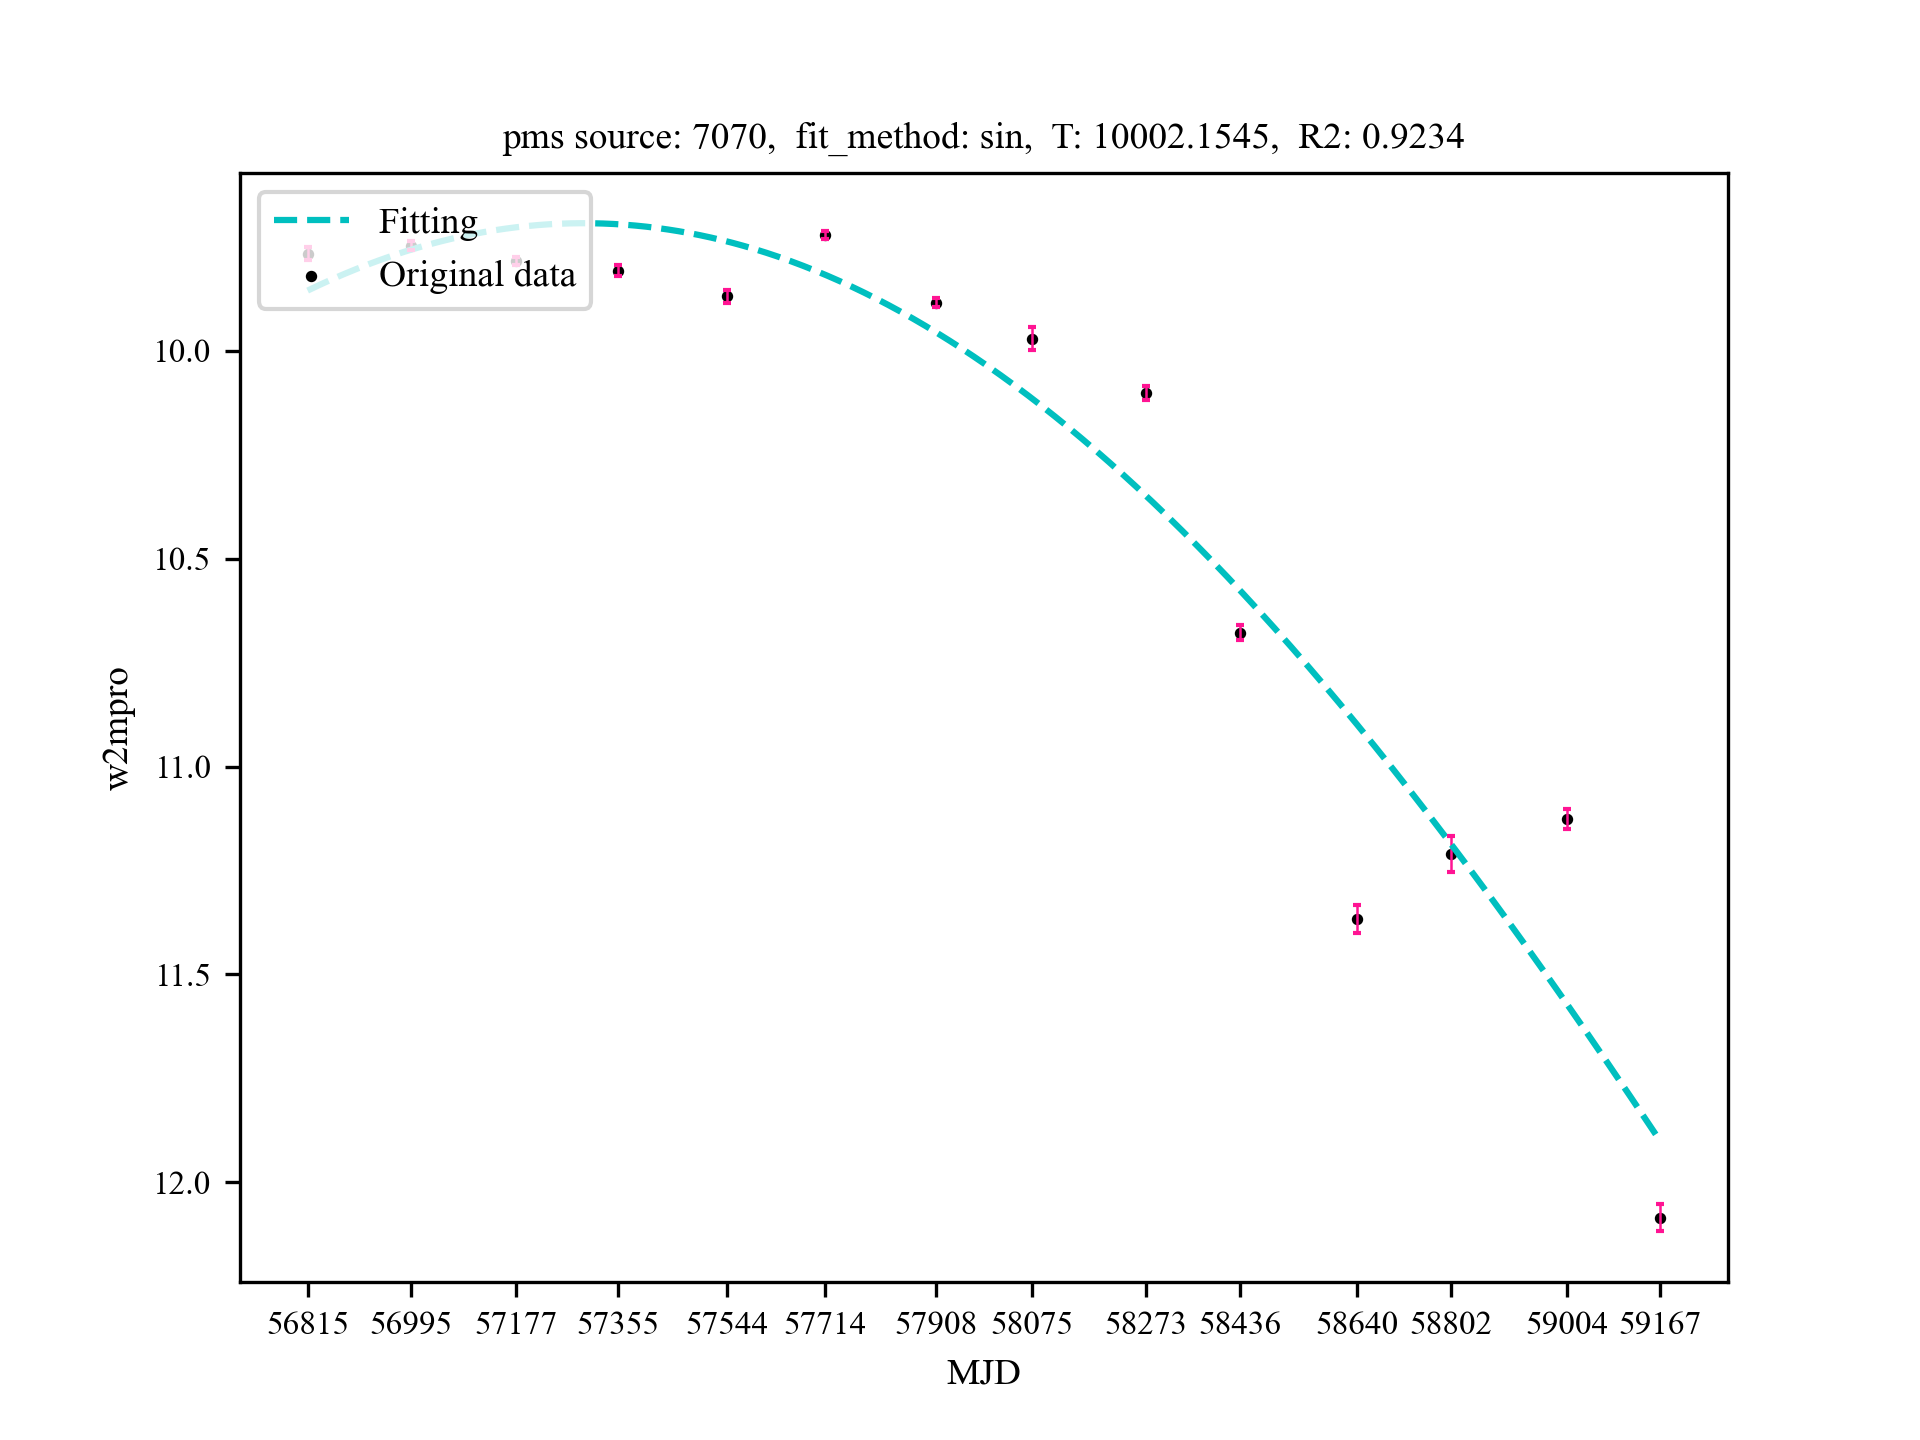 pms source: 7070,  fit_method: sin,  T: 10002.1545,  R2: 0.9234
Fitting
Original data
10.0
10.5
11.0
11.5
12.0
w2mpro
56815 56995 57177 57355 57544 57714 57908 58075 58273 58436 58640 58802 59004 59167
MJD